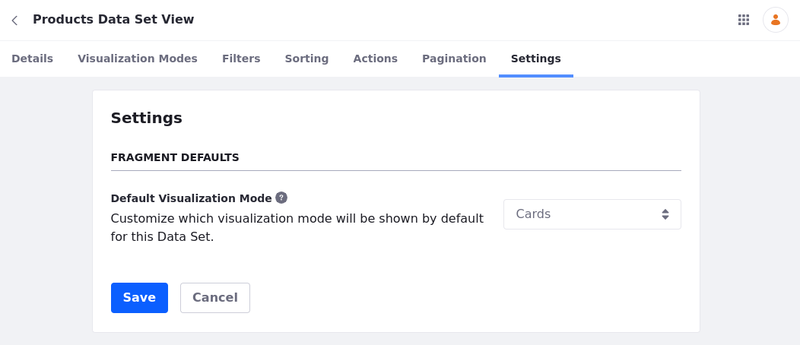 Products Data Set View
Details Visualization Modes Filters Sorting Actions Pagination Settings
Settings
FRAGMENT DEFAULTS
Default Visualization Mode ?
Customize which visualization mode will be shown by default
for this Data Set.
Cards
Save Cancel